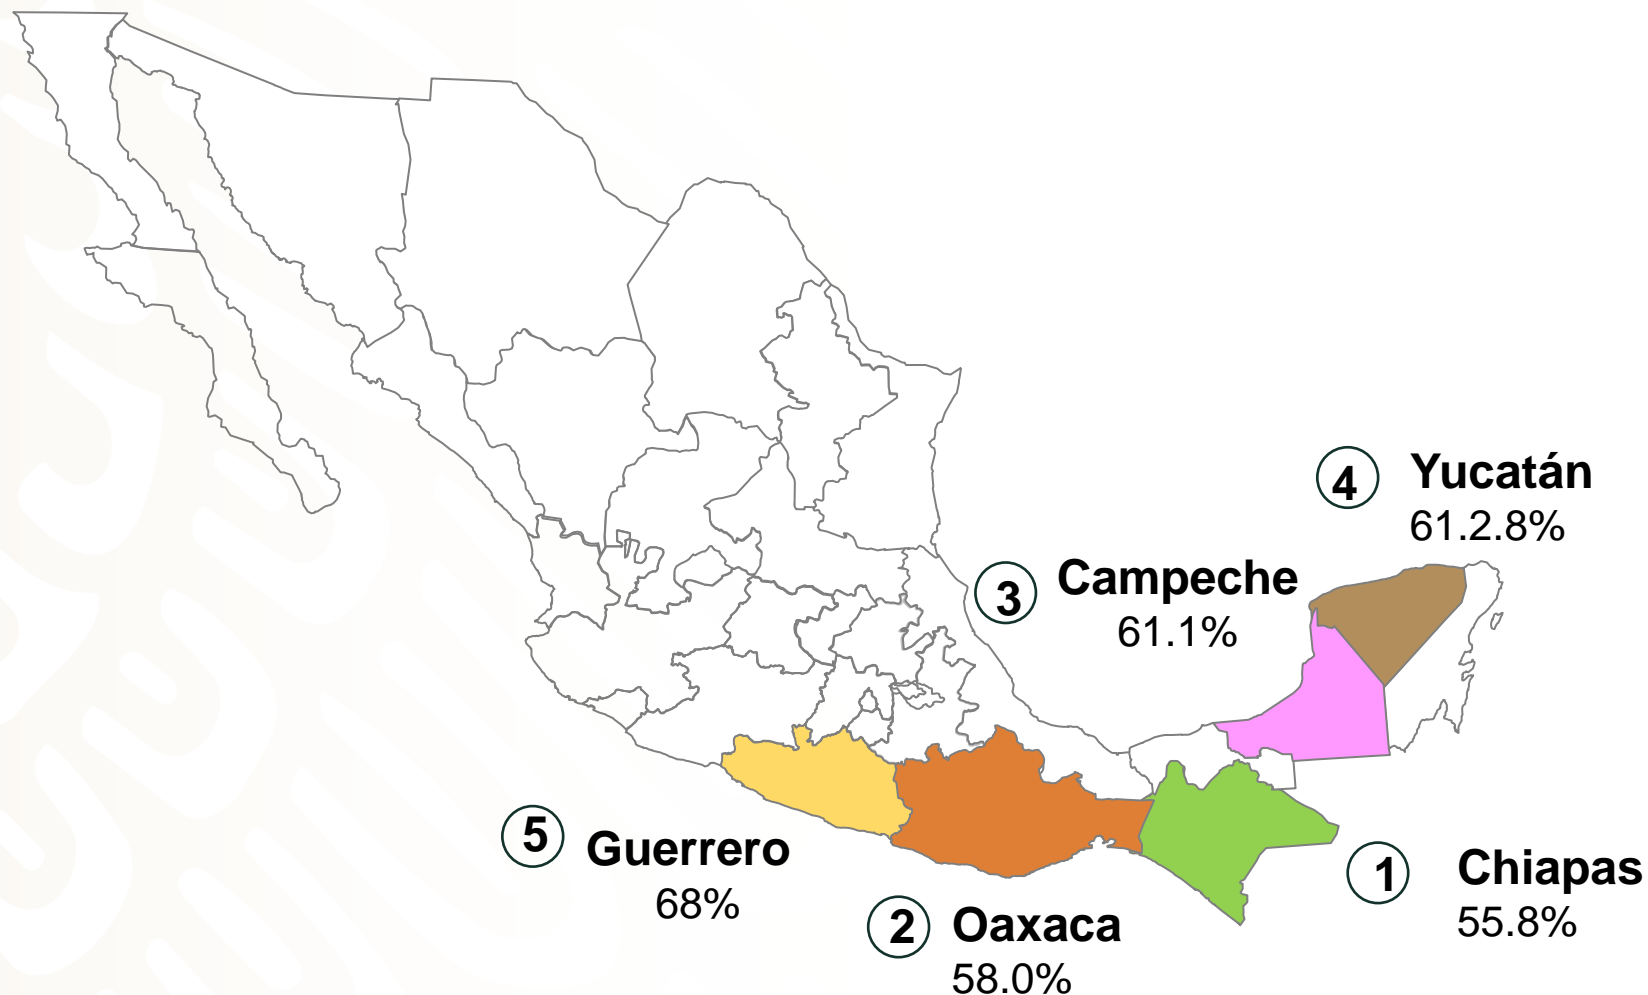 4 Yucatán
61.2.8%
3 Campeche
61.1%
5 Guerrero
68%
1 Chiapas
55.8%
2 Oaxaca
58.0%